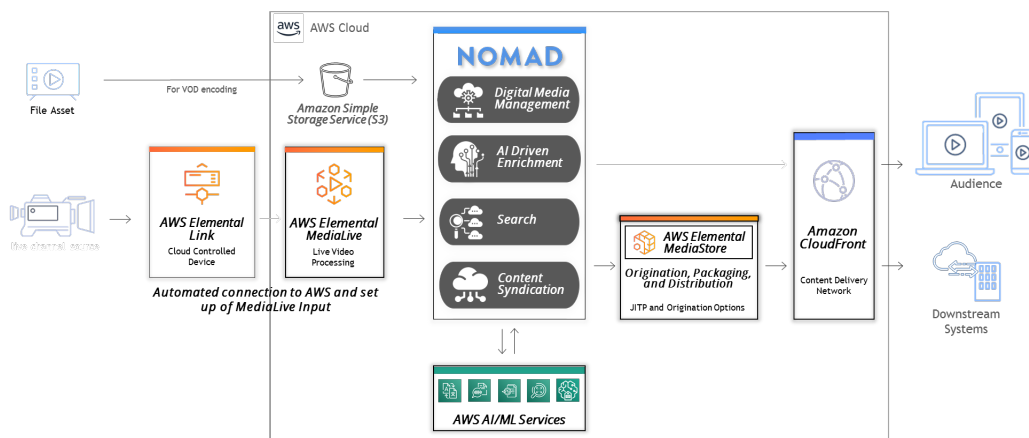 aws
AWS Cloud
File Asset
For VOD encoding
Amazon Simple
Storage Service (S3)
NOMAD
Digital Media
Management
AI Driven
Enrichment
Search
Content
Syndication
live channel source
AWS Elemental
Link
Cloud Controlled
Device
AWS Elemental
MediaLive
Live Video
Processing
Automated connection to AWS and set
up of MediaLive Input
AWS Elemental
MediaStore
Origination, Packaging,
and Distribution
JITP and Origination Options
Amazon
CloudFront
Content Delivery
Network
Audience
Downstream
Systems
AWS AI/ML Services